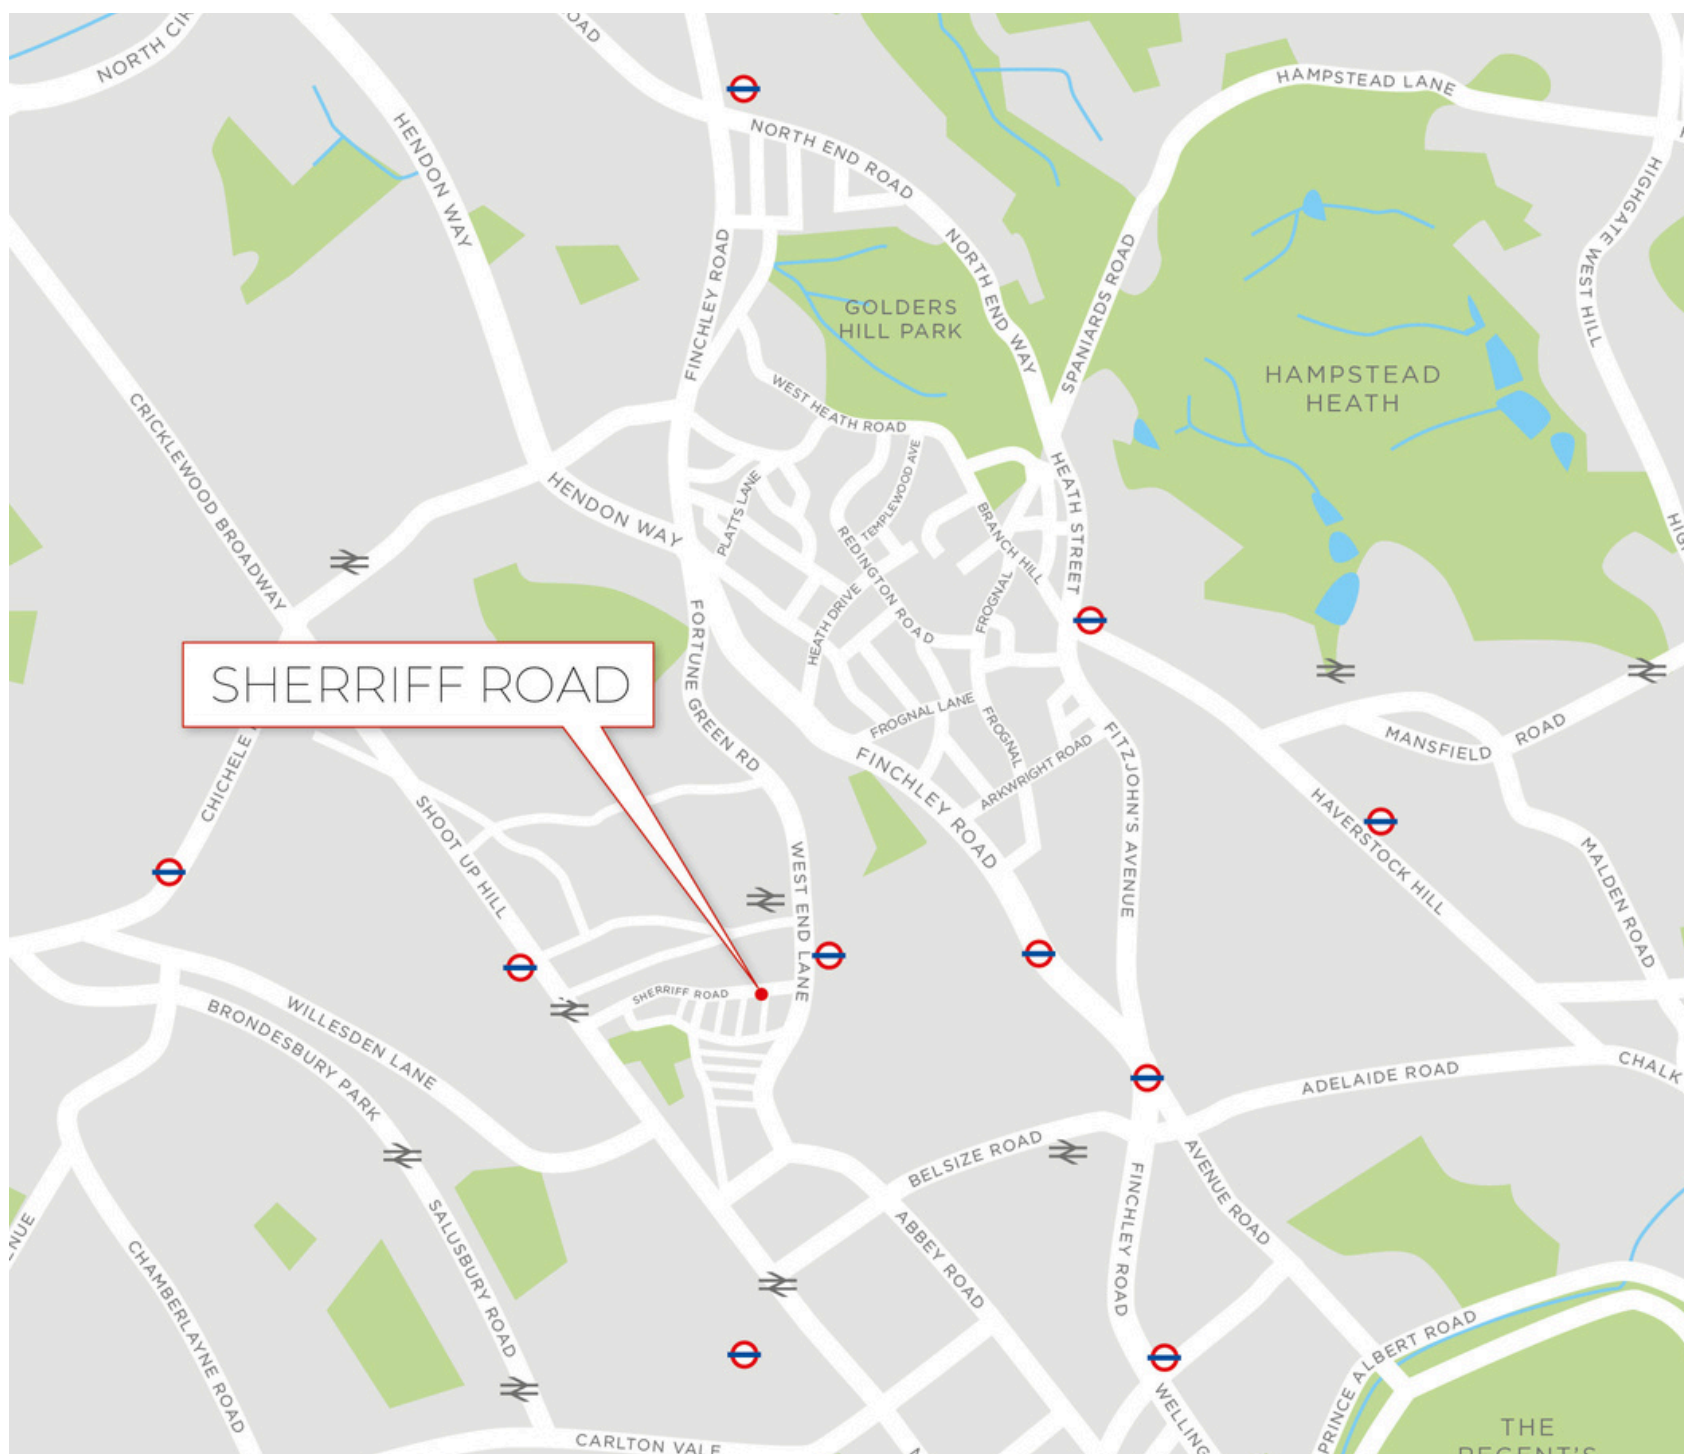 NORTH CIR
OAD
HENDON WAY
NORTH END ROAD
HAMPSTEAD LANE
HIGHGATE WEST HILL
FINCHLEY ROAD
NORTH END WAY
SPANIARDS ROAD
GOLDERS
HILL PARK
HAMPSTEAD
HEATH
CRICKLEWOOD BROADWAY
WEST HEATH ROAD
HENDON WAY
PLATTS LANE
TEMPLEWOOD AVE
HEATH STREET
BRANCH HILL
REDINGTON ROAD
HEATH DRIVE
FROGNAL
HIG
FORTUNE GREEN RD
SHERRIFF ROAD
FROGNAL LANE
FROGNAL
ARKWRIGHT ROAD
FITZJOHN'S AVENUE
MANSFIELD ROAD
CHICHELE
FINCHLEY ROAD
SHOOT UP HILL
HAVERSTOCK HILL
MALDEN ROAD
WEST END LANE
SHERRIFF ROAD
WILLESDEN LANE
BRONDESBURY PARK
ADELAIDE ROAD
CHALK
BELSIZE ROAD
AVENUE ROAD
FINCHLEY ROAD
ABBEY ROAD
SALUSBURY ROAD
ENUE
CHAMBERLAYNE ROAD
PRINCE ALBERT ROAD
WELLING
CARLTON VALE
THE
REGENT'S